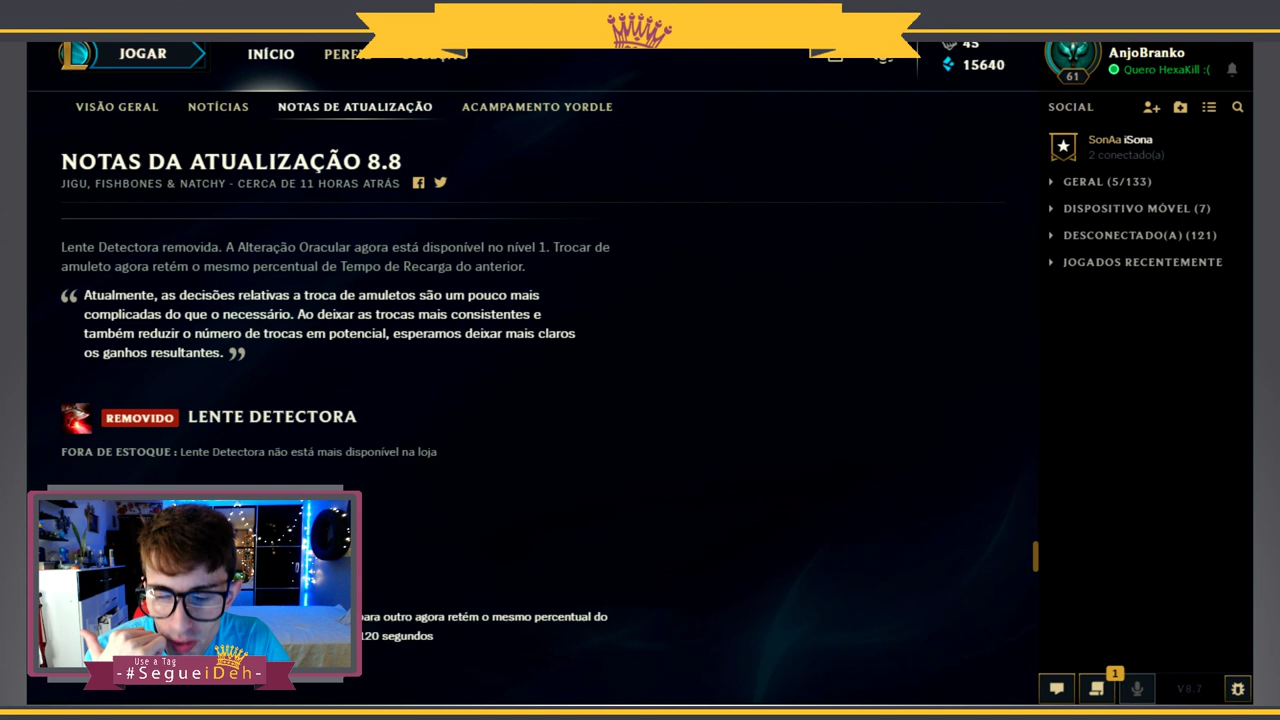 JOGAR
INÍCIO
45
15640
AnjoBranko
Quero HexaKill :(
61
VISÃO GERAL
NOTÍCIAS
NOTAS DE ATUALIZAÇÃO
ACAMPAMENTO YORDLE
SOCIAL
NOTAS DA ATUALIZAÇÃO 8.8
JIGU, FISHBONES & NATCHY - CERCA DE 11 HORAS ATRÁS
SonAa iSona
2 conectado(a)
GERAL (5/133)
DISPOSITIVO MÓVEL (7)
DESCONECTADO(A) (121)
JOGADOS RECENTEMENTE
Lente Detectora removida. A Alteração Oracular agora está disponível no nível 1. Trocar de
amuleto agora retém o mesmo percentual de Tempo de Recarga do anterior.
“ Atualmente, as decisões relativas a troca de amuletos são um pouco mais
complicadas do que o necessário. Ao deixar as trocas mais consistentes e
também reduzir o número de trocas em potencial, esperamos deixar mais claros
os ganhos resultantes. ”
REMOVIDO LENTE DETECTORA
FORA DE ESTOQUE : Lente Detectora não está mais disponível na loja
para outro agora retém o mesmo percentual do
120 segundos
Use a Tag
-#SegueiDeh-
1
V8.7